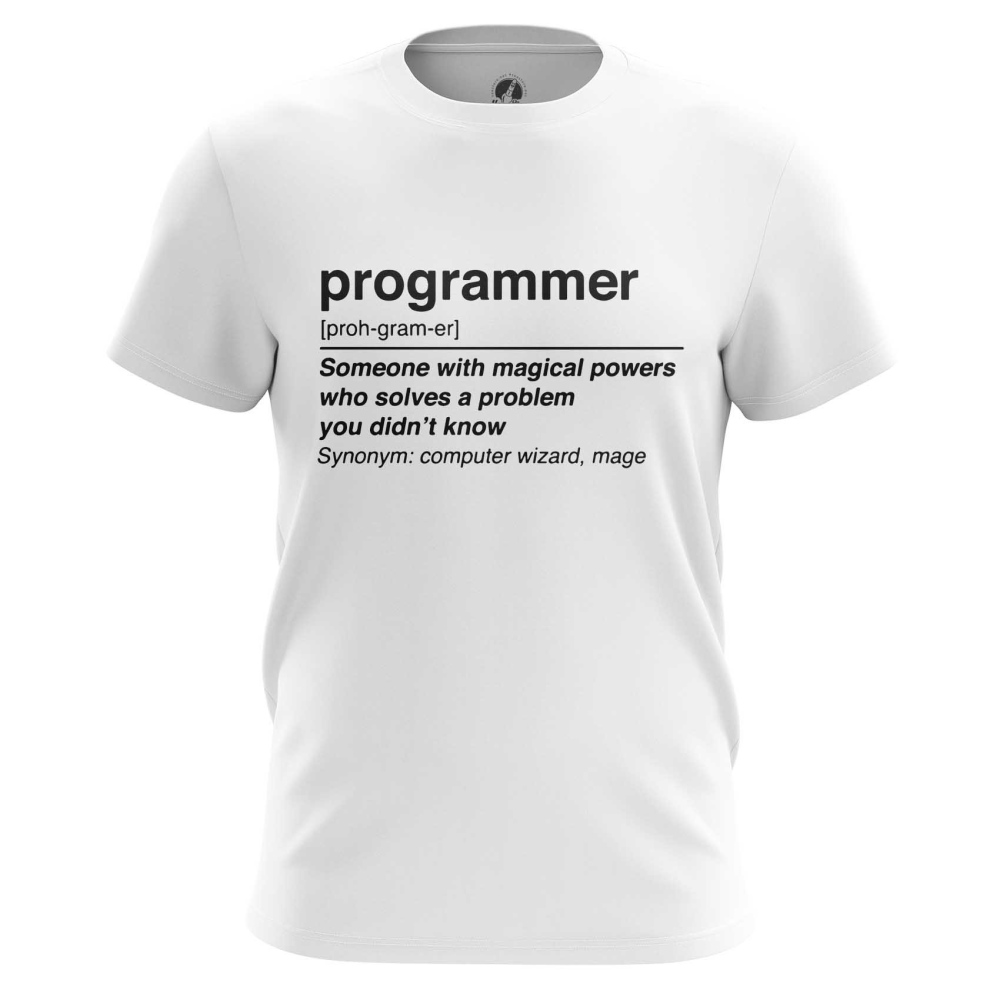 programmer
[proh-gram-er]
Someone with magical powers
who solves a problem
you didn't know
Synonym: computer wizard, mage